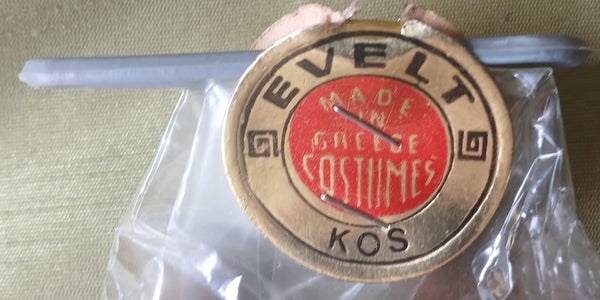 EVELT
MADE
IN
GREECE
COSTUMES
KOS